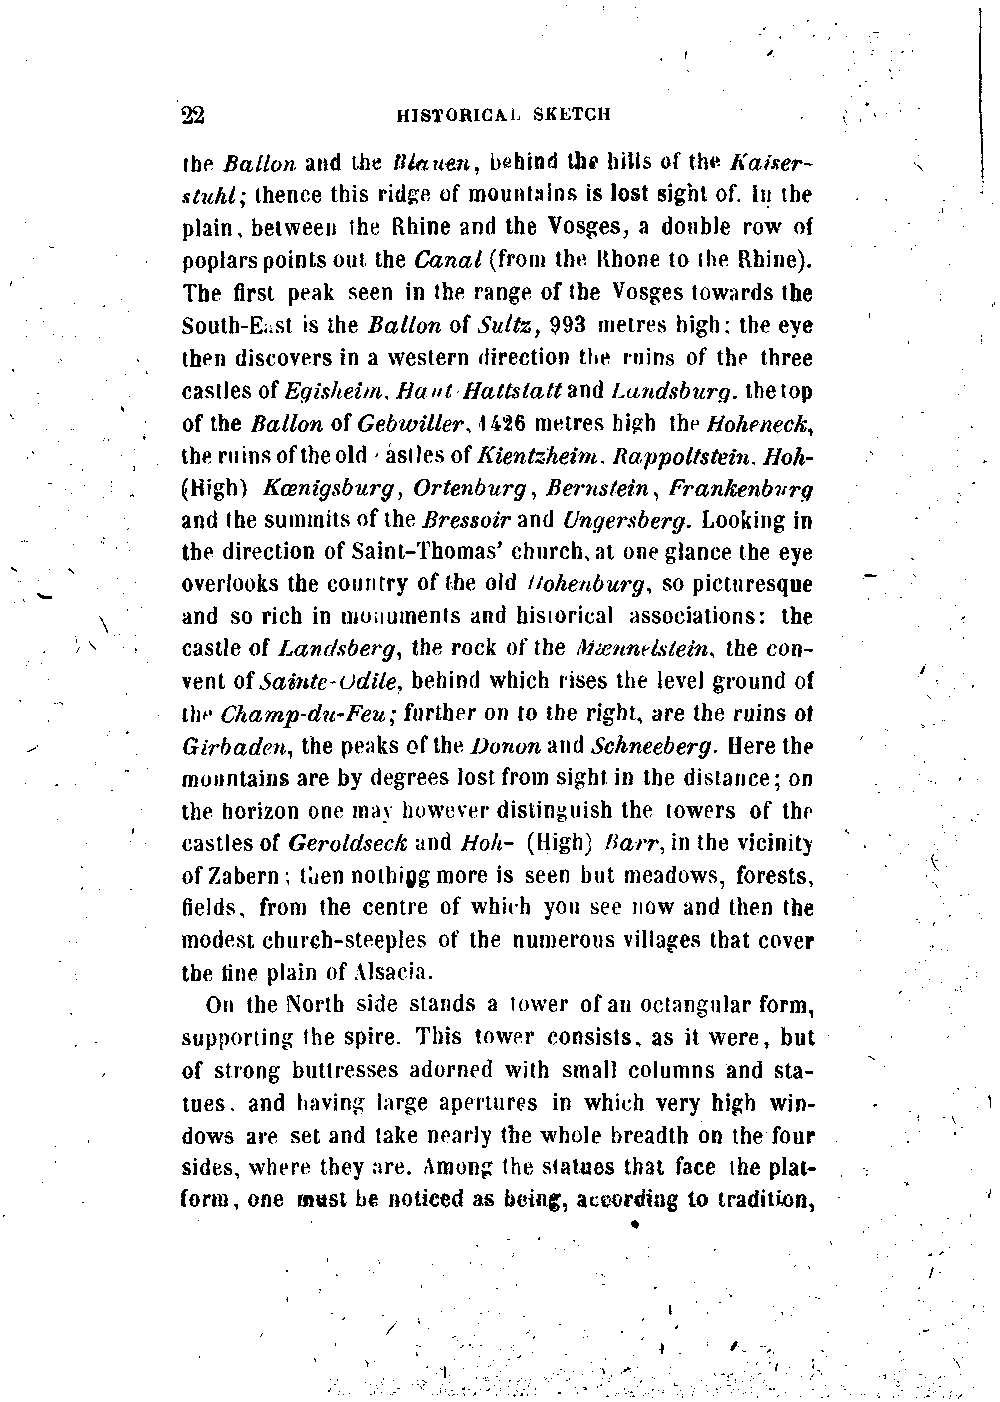 22 HISTORICAL SKETCH
the Ballon and the Blauen, behind the hills of the Kaiser-
stuhl; thence this ridge of mountains is lost sight of. In the
plain, between the Rhine and the Vosges, a double row of
poplars points out the Canal (from the Rhone to the Rhine).
The first peak seen in the range of the Vosges towards the
South-East is the Ballon of Sultz, 993 metres high; the eye
then discovers in a western direction the ruins of the three
castles of Egisheim, Haut Hattstatt and Landsburg. the top
of the Ballon of Gebwiller, 1426 metres high the Hoheneck,
the ruins of the old castles of Kientzheim, Rappoltstein, Hoh-
(High) Kœnigsburg, Ortenburg, Bernstein, Frankenburg
and the summits of the Bressoir and Ungersberg. Looking in
the direction of Saint-Thomas' church, at one glance the eye
overlooks the country of the old Hohenburg, so picturesque
and so rich in monuments and historical associations: the
castle of Landsberg, the rock of the Mænnelstein, the con-
vent of Sainte-Odile, behind which rises the level ground of
the Champ-du-Feu; further on to the right, are the ruins of
Girbaden, the peaks of the Donon and Schneeberg. Here the
mountains are by degrees lost from sight in the distance; on
the horizon one may however distinguish the towers of the
castles of Geroldseck and Hoh- (High) Barr, in the vicinity
of Zabern; then nothing more is seen but meadows, forests,
fields, from the centre of which you see now and then the
modest church-steeples of the numerous villages that cover
the fine plain of Alsacia.
On the North side stands a tower of an octangular form,
supporting the spire. This tower consists, as it were, but
of strong buttresses adorned with small columns and sta-
tues, and having large apertures in which very high win-
dows are set and take nearly the whole breadth on the four
sides, where they are. Among the statues that face the plat-
form, one must be noticed as being, according to tradition,